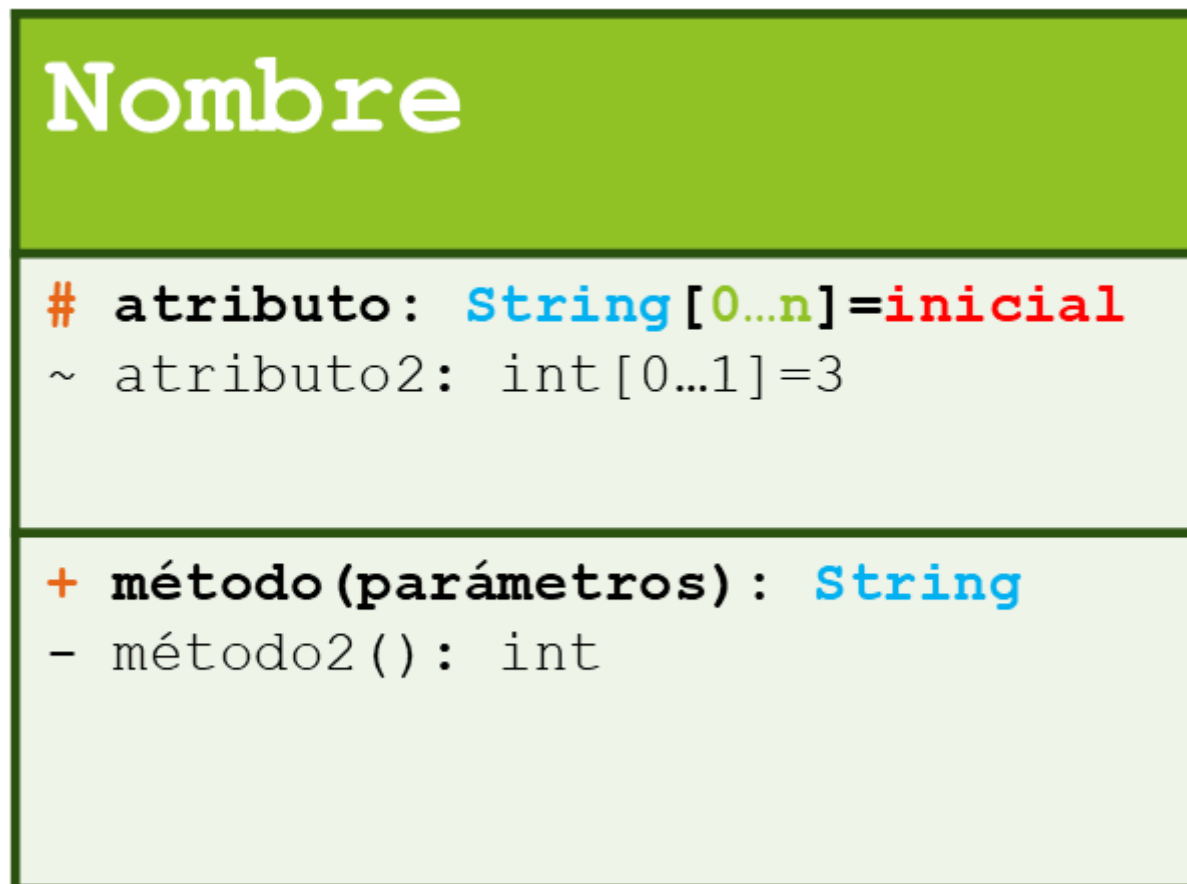 Nombre
# atributo: String[0…n]=inicial
~ atributo2: int[0…1]=3
+ método(parámetros): String
- método2(): int